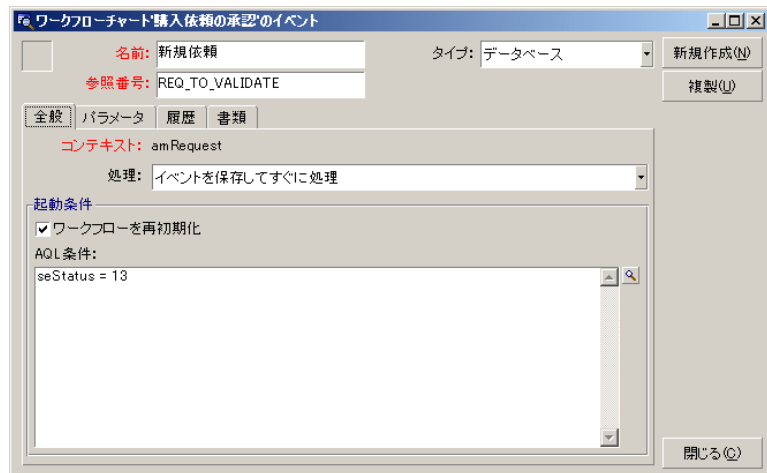 ワークフローチャート'購入依頼の承認'のイベント
名前: 新規依頼 タイプ: データベース 新規作成(N)
参照番号: REQ_TO_VALIDATE 複製(U)
全般 パラメータ 履歴 書類
コンテキスト: amRequest
処理: イベントを保存してすぐに処理
起動条件
ワークフローを再初期化
AQL条件:
seStatus = 13
閉じる(C)